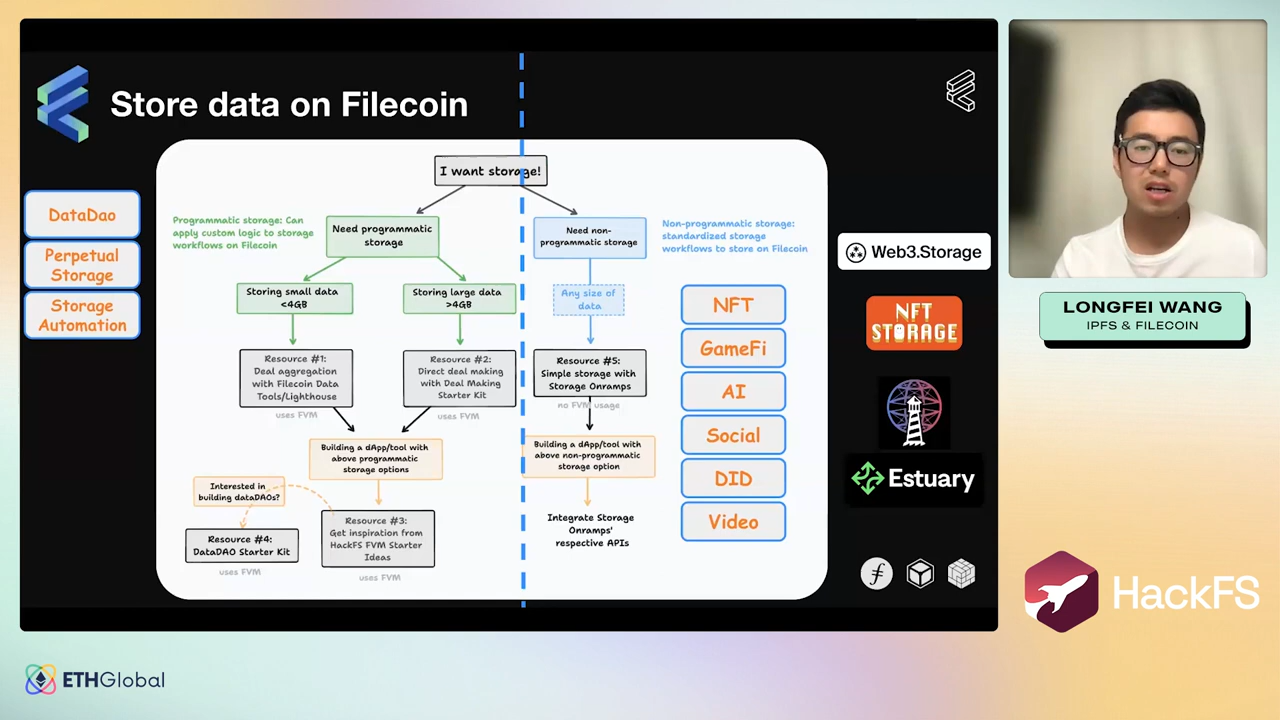 Store data on Filecoin
DataDao
Perpetual
Storage
Storage
Automation
I want storage!
Programmatic storage: Can
apply custom logic to storage
workflows on Filecoin
Need programmatic
storage
Need non-
programmatic storage
Non-programmatic storage:
standardized storage
workflows to store on Filecoin
Storing small data
<4GB
Storing large data
>4GB
Any size of
data
Resource #1:
Deal aggregation
with Filecoin Data
Tools/Lighthouse
uses FVM
Resource #2:
Direct deal making
with Deal Making
Starter Kit
uses FVM
Resource #5:
Simple storage with
Storage Onramps
no FVM usage
Building a dApp/tool with
above programmatic
storage options
Building a dApp/tool with
above non-programmatic
storage option
Interested in
building dataDAOs?
Resource #4:
DataDAO Starter Kit
uses FVM
Resource #3:
Get inspiration from
HackFS FVM Starter
Ideas
uses FVM
Integrate Storage
Onramps'
respective APIs
NFT
GameFi
AI
Social
DID
Video
Web3.Storage
NFT
STORAGE
Estuary
LONGFEI WANG
IPFS & FILECOIN
HackFS
ETHGlobal